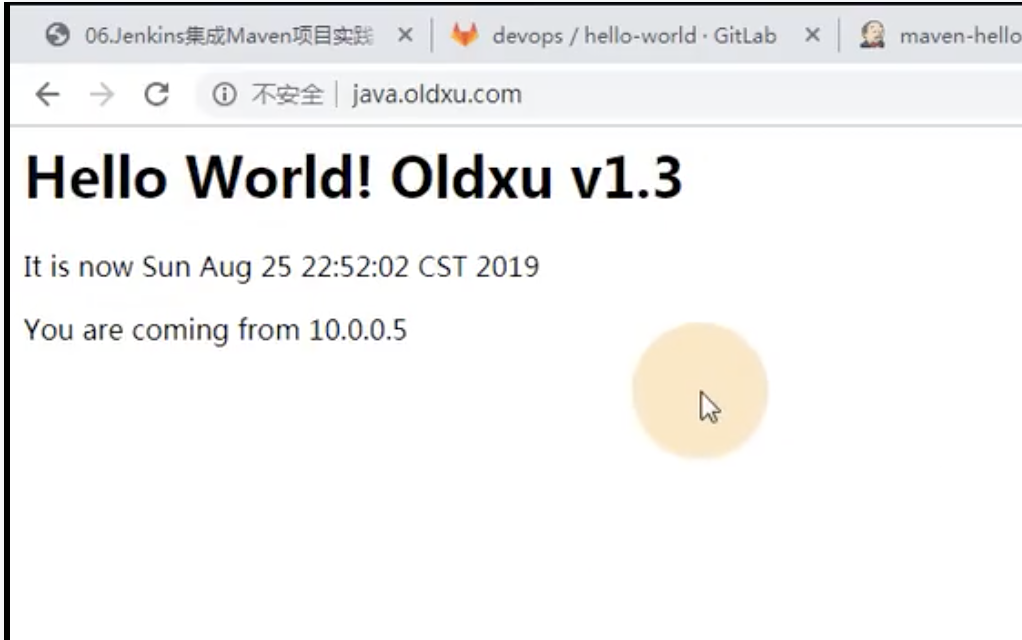 06.Jenkins集成Maven项目实践
devops / hello-world · GitLab
maven-hello
不安全 java.oldxu.com
Hello World! Oldxu v1.3
It is now Sun Aug 25 22:52:02 CST 2019
You are coming from 10.0.0.5